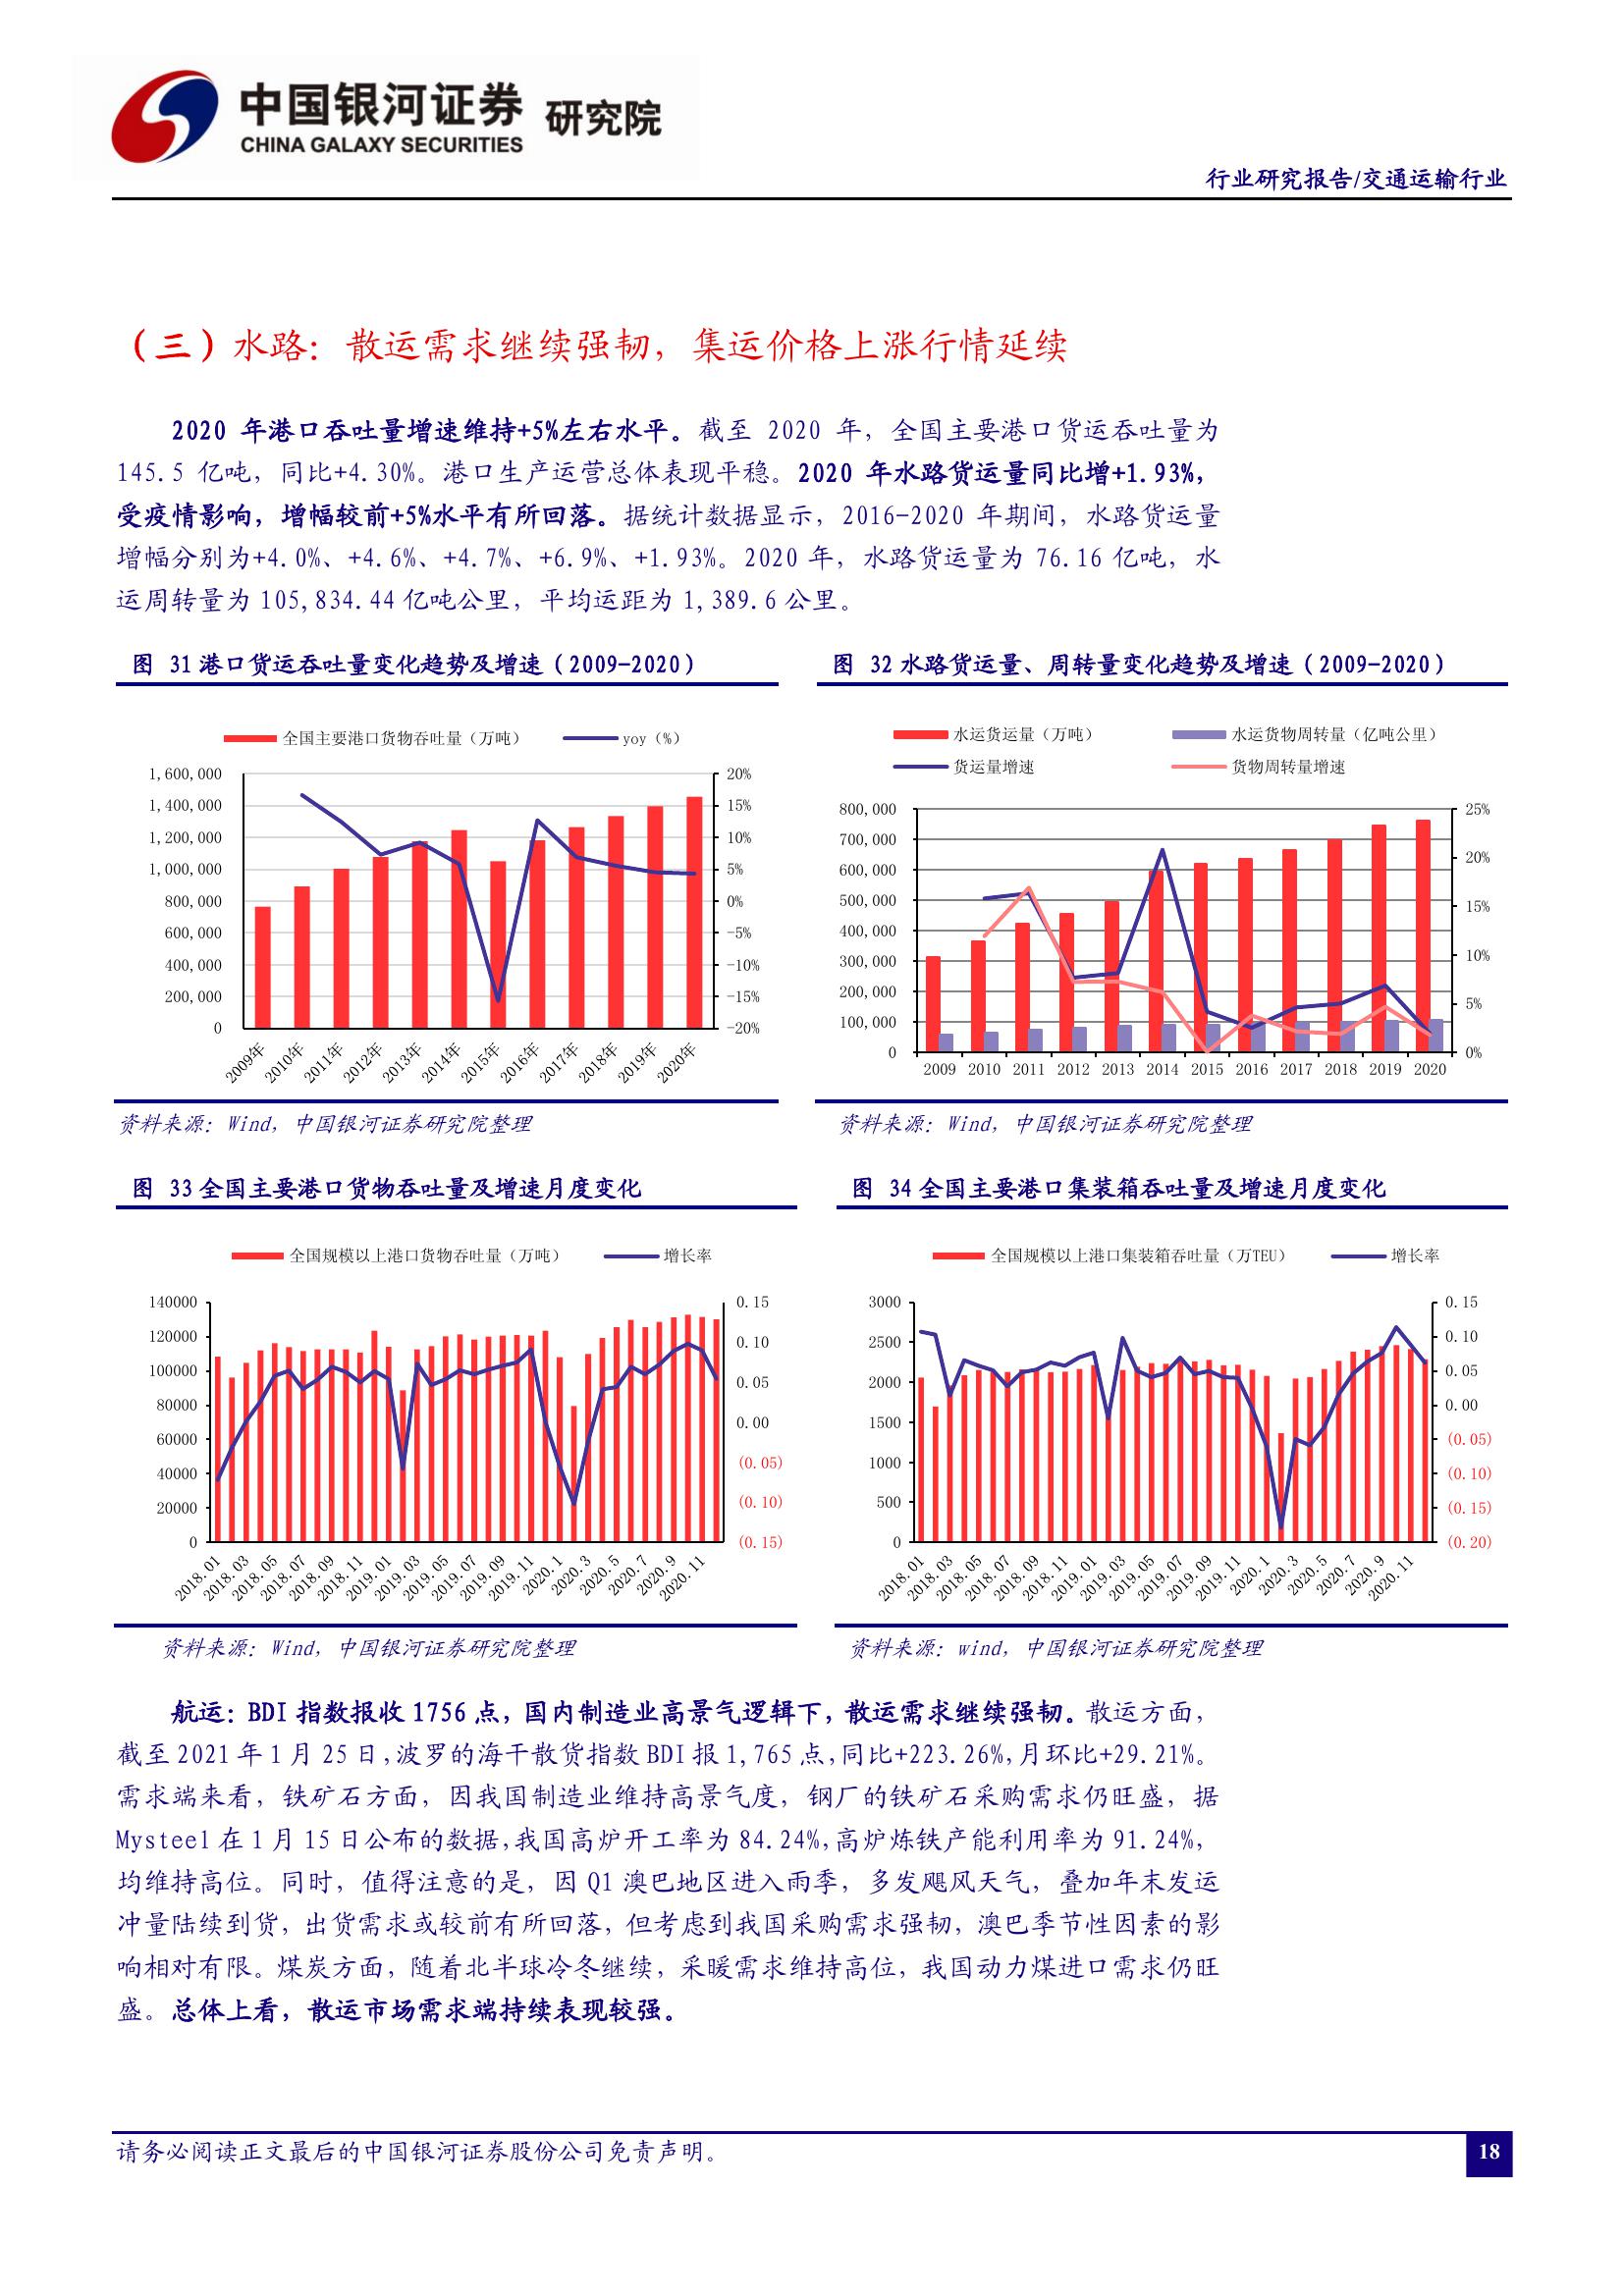 中国银河证券 研究院
CHINA GALAXY SECURITIES
行业研究报告/交通运输行业
（三）水路：散运需求继续强韧，集运价格上涨行情延续
2020 年港口吞吐量增速维持+5%左右水平。截至 2020 年，全国主要港口货运吞吐量为
145.5 亿吨，同比+4.30%。港口生产运营总体表现平稳。2020 年水路货运量同比增+1.93%，
受疫情影响，增幅较前+5%水平有所回落。据统计数据显示，2016-2020 年期间，水路货运量
增幅分别为+4.0%、+4.6%、+4.7%、+6.9%、+1.93%。2020 年，水路货运量为 76.16 亿吨，水
运周转量为 105,834.44 亿吨公里，平均运距为 1,389.6 公里。
图 31 港口货运吞吐量变化趋势及增速（2009-2020）
全国主要港口货物吞吐量（万吨） yoy（%）
1,600,000 20%
1,400,000 15%
1,200,000 10%
1,000,000 5%
800,000 0%
600,000 -5%
400,000 -10%
200,000 -15%
0 -20%
2009年 2010年 2011年 2012年 2013年 2014年 2015年 2016年 2017年 2018年 2019年 2020年
资料来源：Wind，中国银河证券研究院整理
图 32 水路货运量、周转量变化趋势及增速（2009-2020）
水运货运量（万吨） 水运货物周转量（亿吨公里）
货运量增速 货物周转量增速
800,000 25%
700,000
600,000 20%
500,000 15%
400,000
300,000 10%
200,000
100,000 5%
0 0%
2009 2010 2011 2012 2013 2014 2015 2016 2017 2018 2019 2020
资料来源：Wind，中国银河证券研究院整理
图 33 全国主要港口货物吞吐量及增速月度变化
全国规模以上港口货物吞吐量（万吨） 增长率
140000 0.15
120000 0.10
100000 0.05
80000 0.00
60000 (0.05)
40000 (0.10)
20000
0 (0.15)
2018.01 2018.03 2018.05 2018.07 2018.09 2018.11 2019.01 2019.03 2019.05 2019.07 2019.09 2019.11 2020.1 2020.3 2020.5 2020.7 2020.9 2020.11
资料来源：Wind，中国银河证券研究院整理
图 34 全国主要港口集装箱吞吐量及增速月度变化
全国规模以上港口集装箱吞吐量（万TEU） 增长率
3000 0.15
2500 0.10
2000 0.05
1500 0.00
1000 (0.05)
500 (0.10)
(0.15)
0 (0.20)
2018.01 2018.03 2018.05 2018.07 2018.09 2018.11 2019.01 2019.03 2019.05 2019.07 2019.09 2019.11 2020.1 2020.3 2020.5 2020.7 2020.9 2020.11
资料来源：wind，中国银河证券研究院整理
航运：BDI 指数报收 1756 点，国内制造业高景气逻辑下，散运需求继续强韧。散运方面，
截至 2021 年 1 月 25 日，波罗的海干散货指数 BDI 报 1,765 点，同比+223.26%，月环比+29.21%。
需求端来看，铁矿石方面，因我国制造业维持高景气度，钢厂的铁矿石采购需求仍旺盛，据
Mysteel 在 1 月 15 日公布的数据，我国高炉开工率为 84.24%，高炉炼铁产能利用率为 91.24%，
均维持高位。同时，值得注意的是，因 Q1 澳巴地区进入雨季，多发飓风天气，叠加年末发运
冲量陆续到货，出货需求或较前有所回落，但考虑到我国采购需求强韧，澳巴季节性因素的影
响相对有限。煤炭方面，随着北半球冷冬继续，采暖需求维持高位，我国动力煤进口需求仍旺
盛。总体上看，散运市场需求端持续表现较强。
请务必阅读正文最后的中国银河证券股份公司免责声明。
18